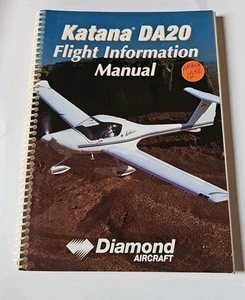 Katana® DA20
Flight Information
Manual
Diamond
AIRCRAFT